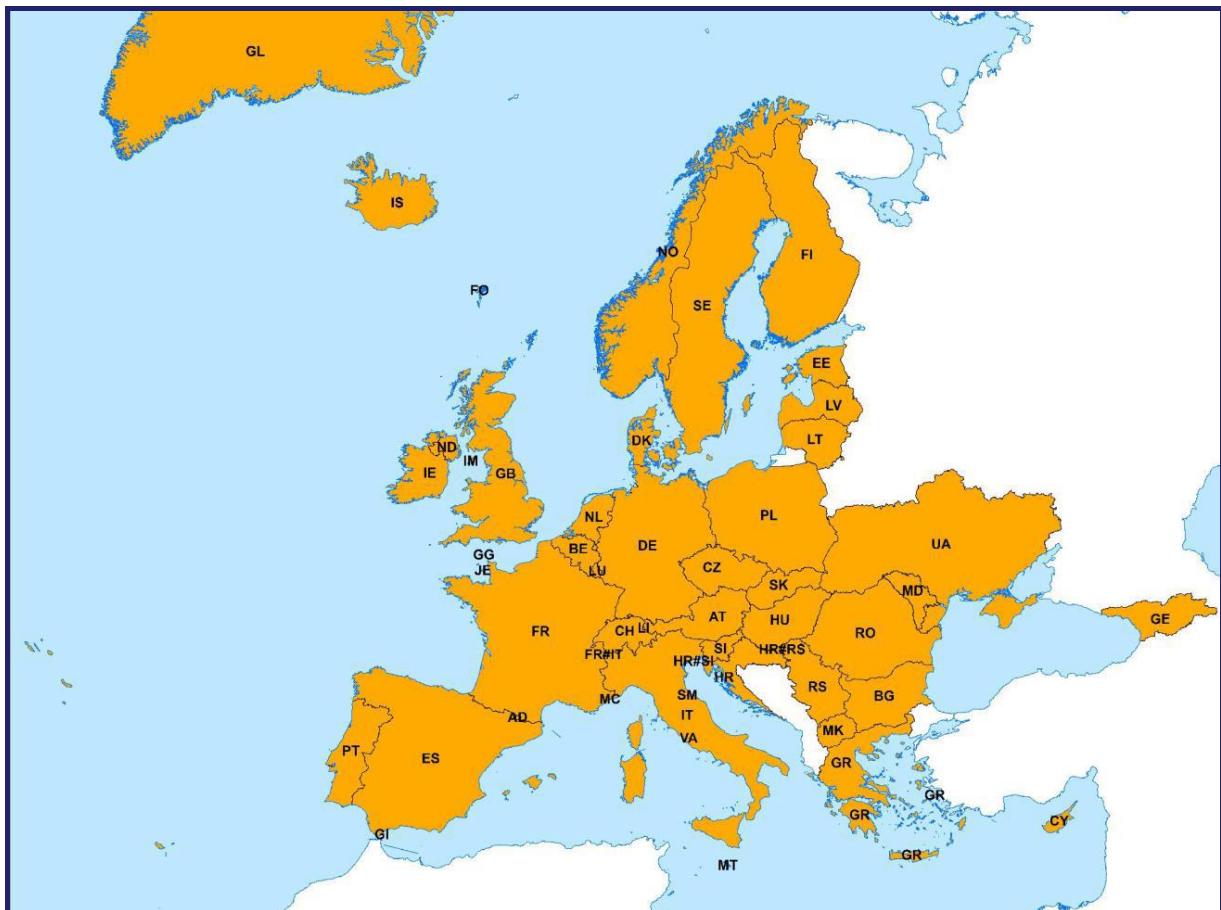 GL
IS
NO
FI
FO
SE
EE
LV
LT
DK
ND
IM
IE
GB
NL
PL
BE
DE
UA
GG
LU
CZ
JE
SK
MD
AT
HU
GE
FR
CH
LI
RO
SI
HR#RS
FR#IT
HR#SI
HR
RS
BG
MC
SM
AD
IT
MK
VA
PT
ES
GR
GR
GR
CY
GI
GR
MT